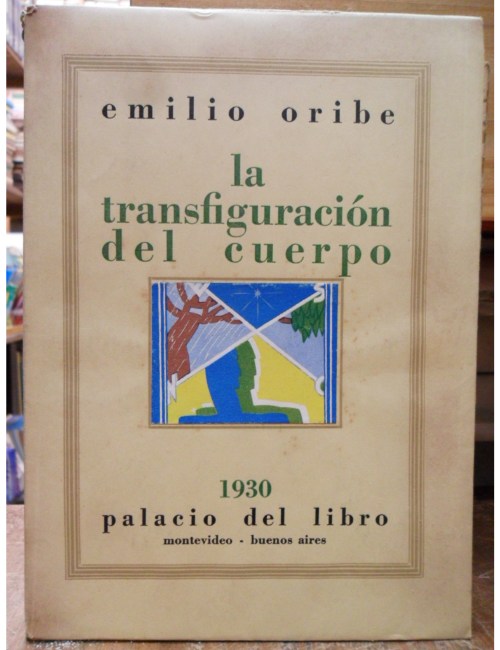 emilio oribe
la
transfiguración
del cuerpo
N
S
O
1930
palacio del libro
montevideo - buenos aires